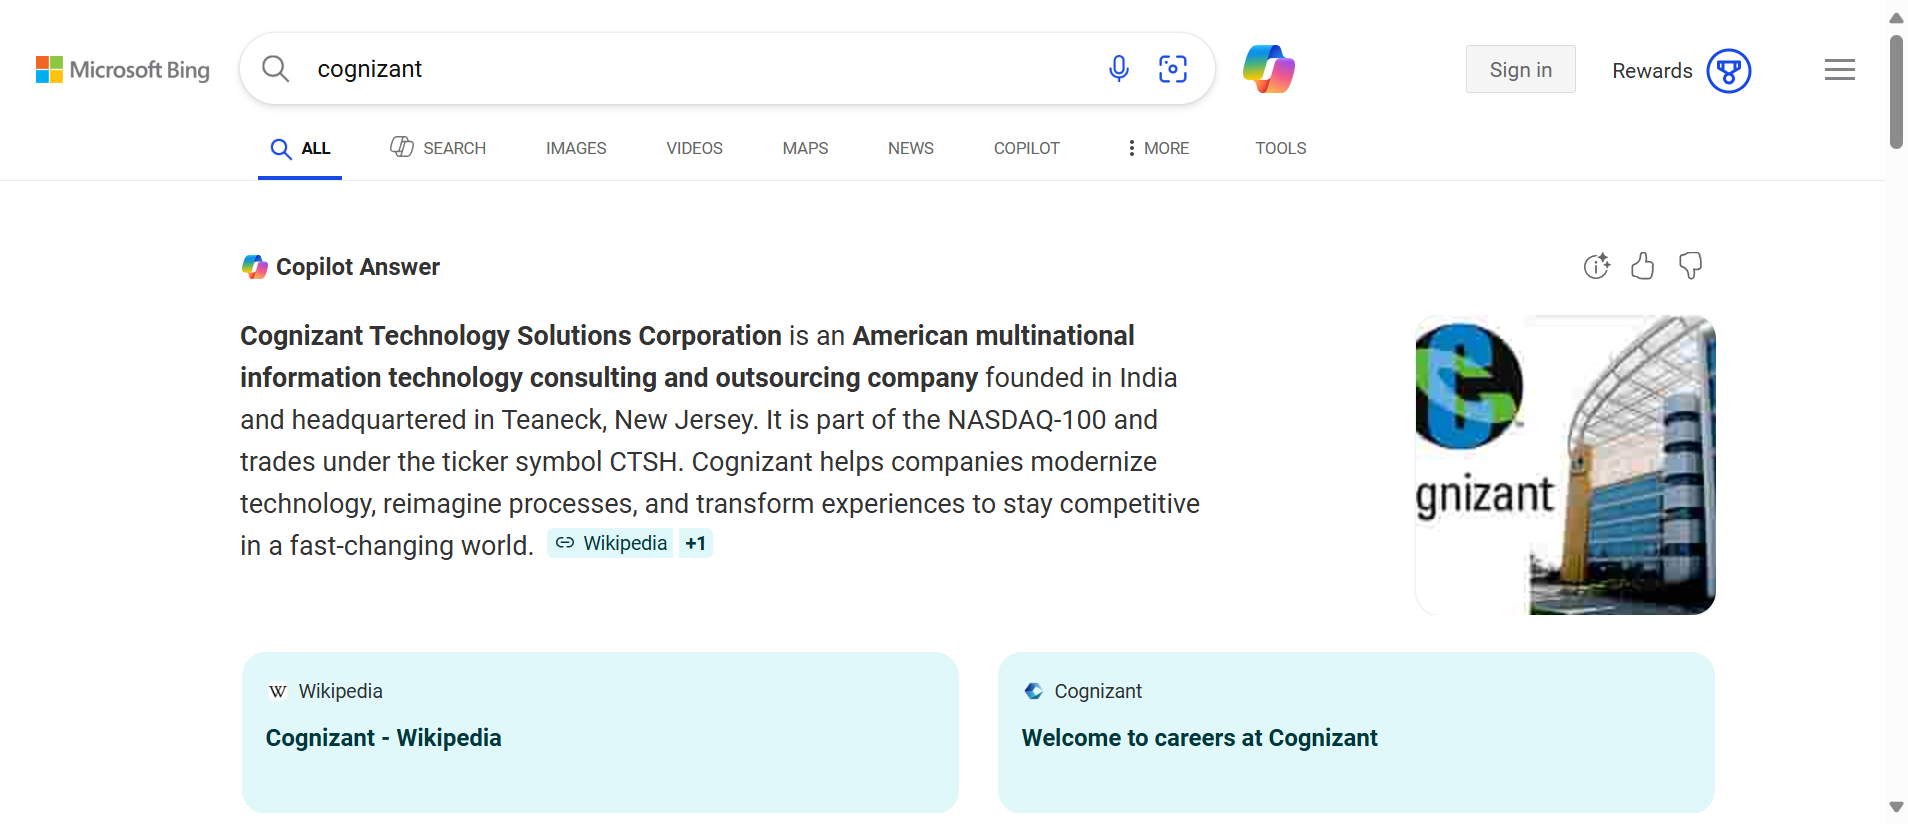 Microsoft Bing
cognizant
Sign in
Rewards
ALL
SEARCH
IMAGES
VIDEOS
MAPS
NEWS
COPILOT
MORE
TOOLS
Copilot Answer
Cognizant Technology Solutions Corporation is an American multinational
information technology consulting and outsourcing company founded in India
and headquartered in Teaneck, New Jersey. It is part of the NASDAQ-100 and
trades under the ticker symbol CTSH. Cognizant helps companies modernize
technology, reimagine processes, and transform experiences to stay competitive
in a fast-changing world. Wikipedia +1
gnizant
W Wikipedia
Cognizant - Wikipedia
Cognizant
Welcome to careers at Cognizant